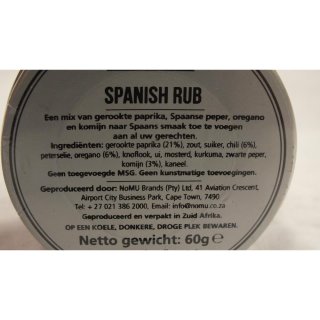 SPANISH RUB
Een mix van gerookte paprika, Spaanse peper, oregano
en komijn naar Spaans smaak toe te voegen
aan al uw gerechten.
Ingrediënten: gerookte paprika (21%), zout, suiker, chili (6%),
peterselie, oregano (6%), knoflook, ui, mosterd, kurkuma, zwarte peper,
komijn (3%), kaneel.
Geen toegevoegde MSG. Geen kunstmatige toevoegingen.
Geproduceerd door: NoMU Brands (Pty) Ltd, 41 Aviation Crescent,
Airport City Business Park, Cape Town, 7490
Tel: + 27 021 386 2000, Email: info@nomu.co.za
Geproduceerd en verpakt in Zuid Afrika.
OP EEN KOELE, DONKERE, DROGE PLEK BEWAREN.
Netto gewicht: 60g e